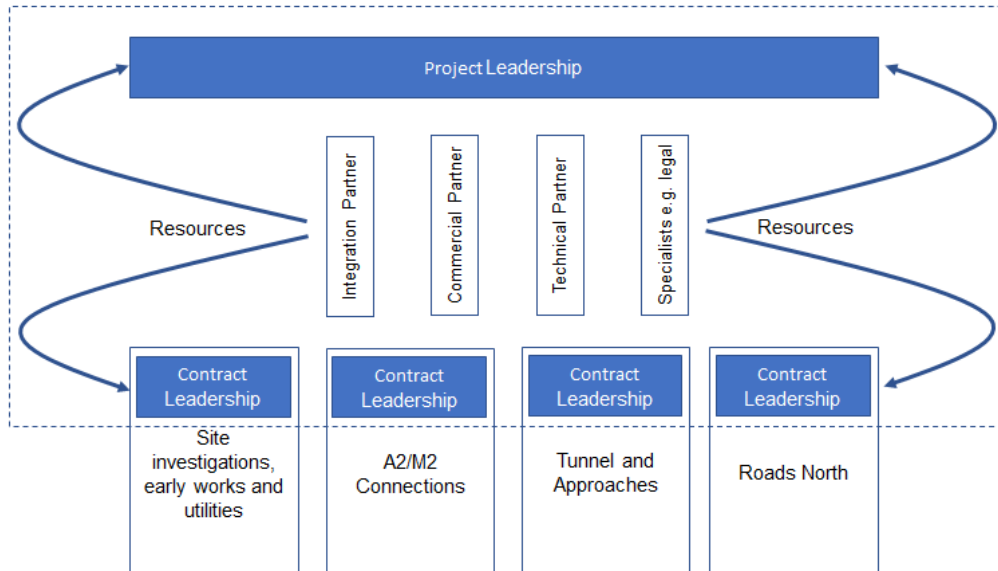 Project Leadership
Integration Partner
Commercial Partner
Technical Partner
Specialists e.g. legal
Resources
Resources
Contract
Leadership
Contract
Leadership
Contract
Leadership
Contract
Leadership
Site
investigations,
early works and
utilities
A2/M2
Connections
Tunnel and
Approaches
Roads North